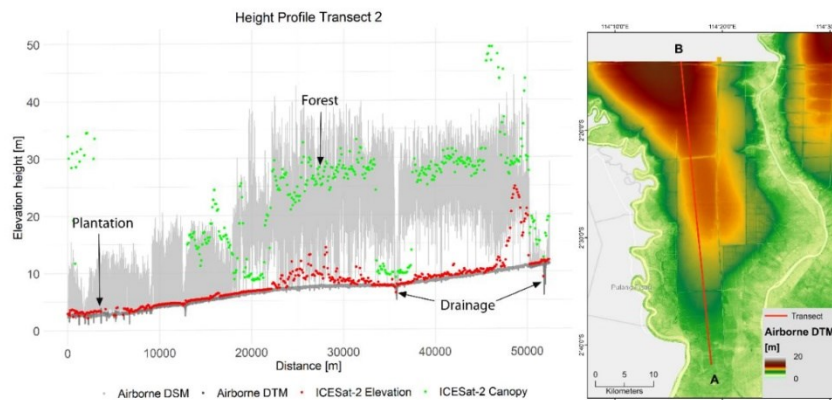 Height Profile Transect 2
Elevation height [m]
50
40
30
20
10
0
Forest
Plantation
Drainage
0
10000
20000
30000
40000
50000
Distance [m]
Airborne DSM
Airborne DTM
ICESat-2 Elevation
ICESat-2 Canopy
114°10'0"E
114°20'0"E
B
A
0 5 10
Kilometers
Transect
Airborne DTM
[m]
20
0